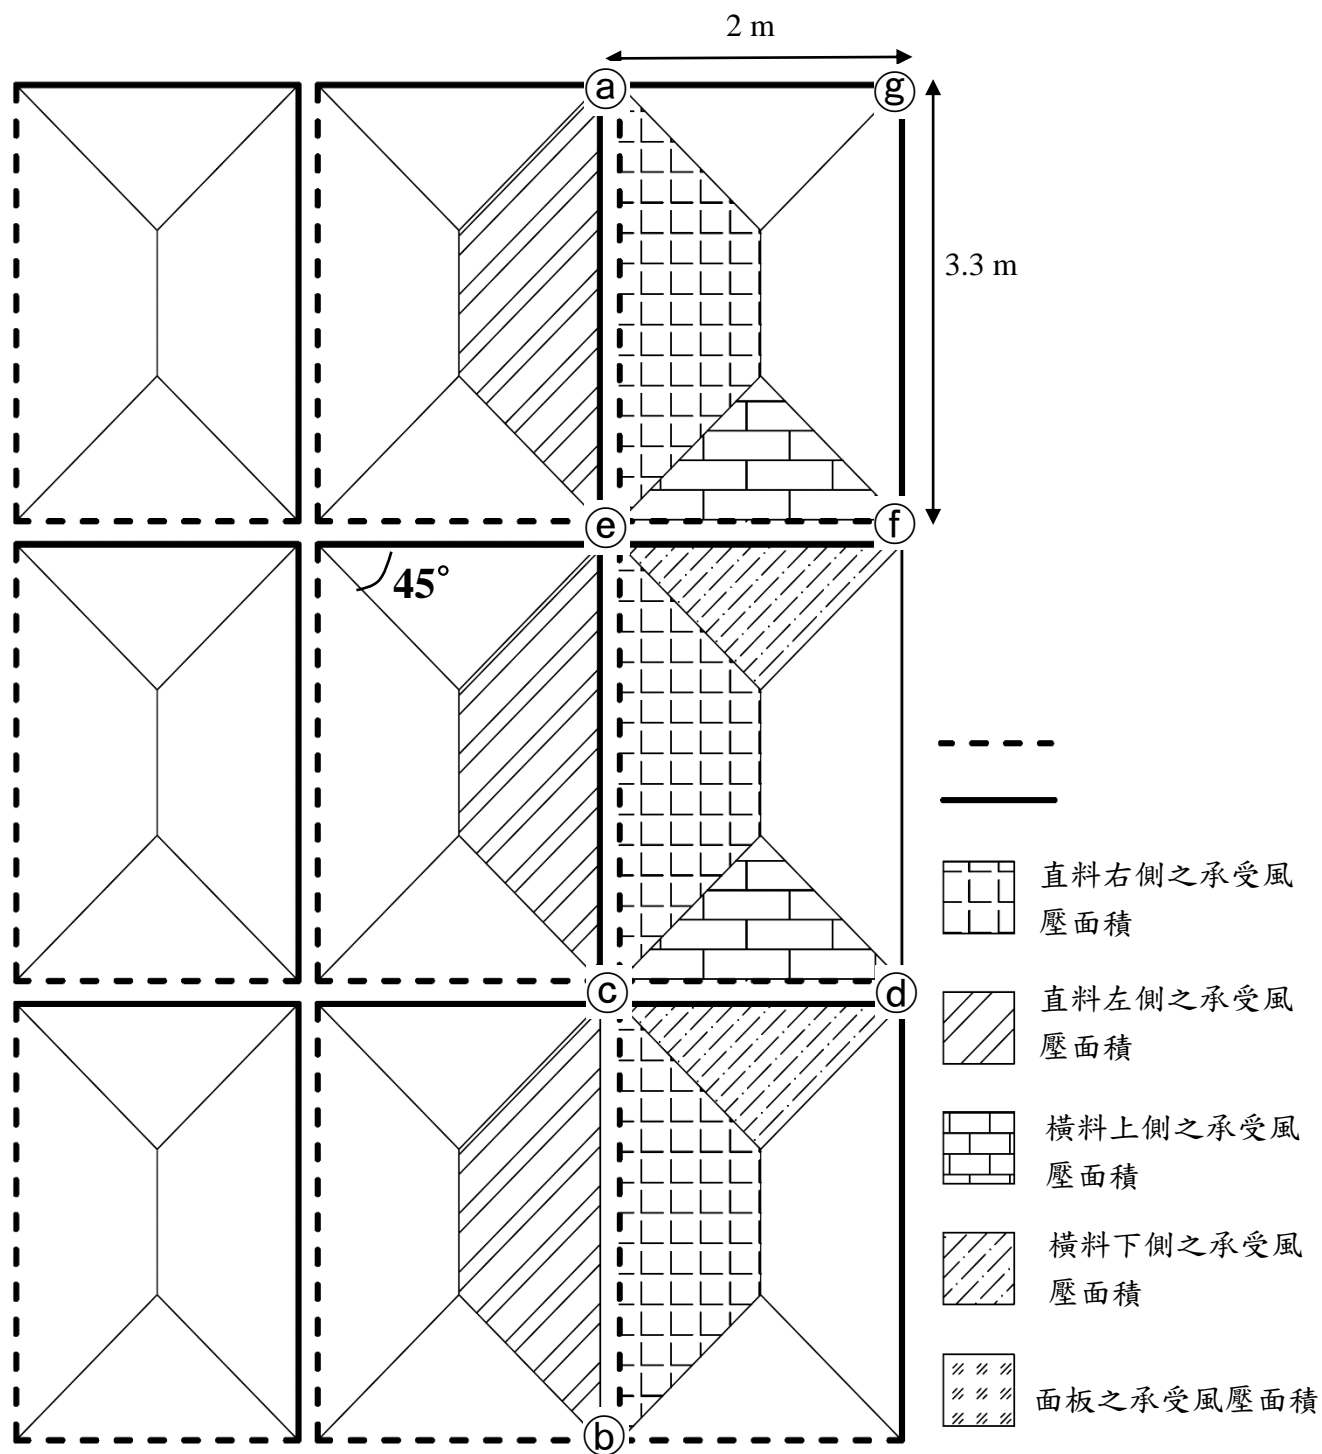 2 m
a
g
3.3 m
e
f
45°
直料右側之承受風
壓面積
c
d
直料左側之承受風
壓面積
橫料上側之承受風
壓面積
橫料下側之承受風
壓面積
面板之承受風壓面積
b